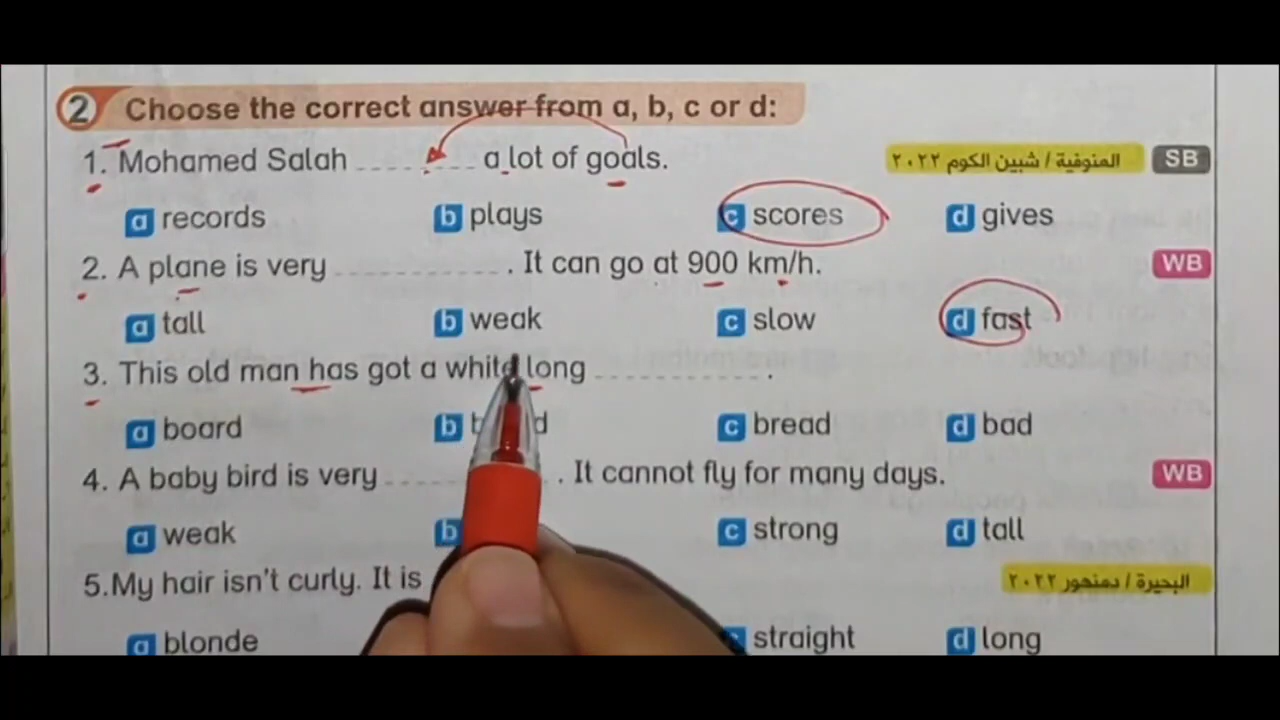 2 Choose the correct answer from a, b, c or d:
1. Mohamed Salah ............ a lot of goals. المنوفية / شبين الكوم ٢٠٢٢ SB
a records b plays c scores d gives
2. A plane is very ............ . It can go at 900 km/h. WB
a tall b weak c slow d fast
3. This old man has got a white long ............ .
a board b c bread d bad
4. A baby bird is very ............ . It cannot fly for many days. WB
a weak b c strong d tall
5. My hair isn't curly. It is البحيرة / دمنهور ٢٠٢٢
a blonde c straight d long